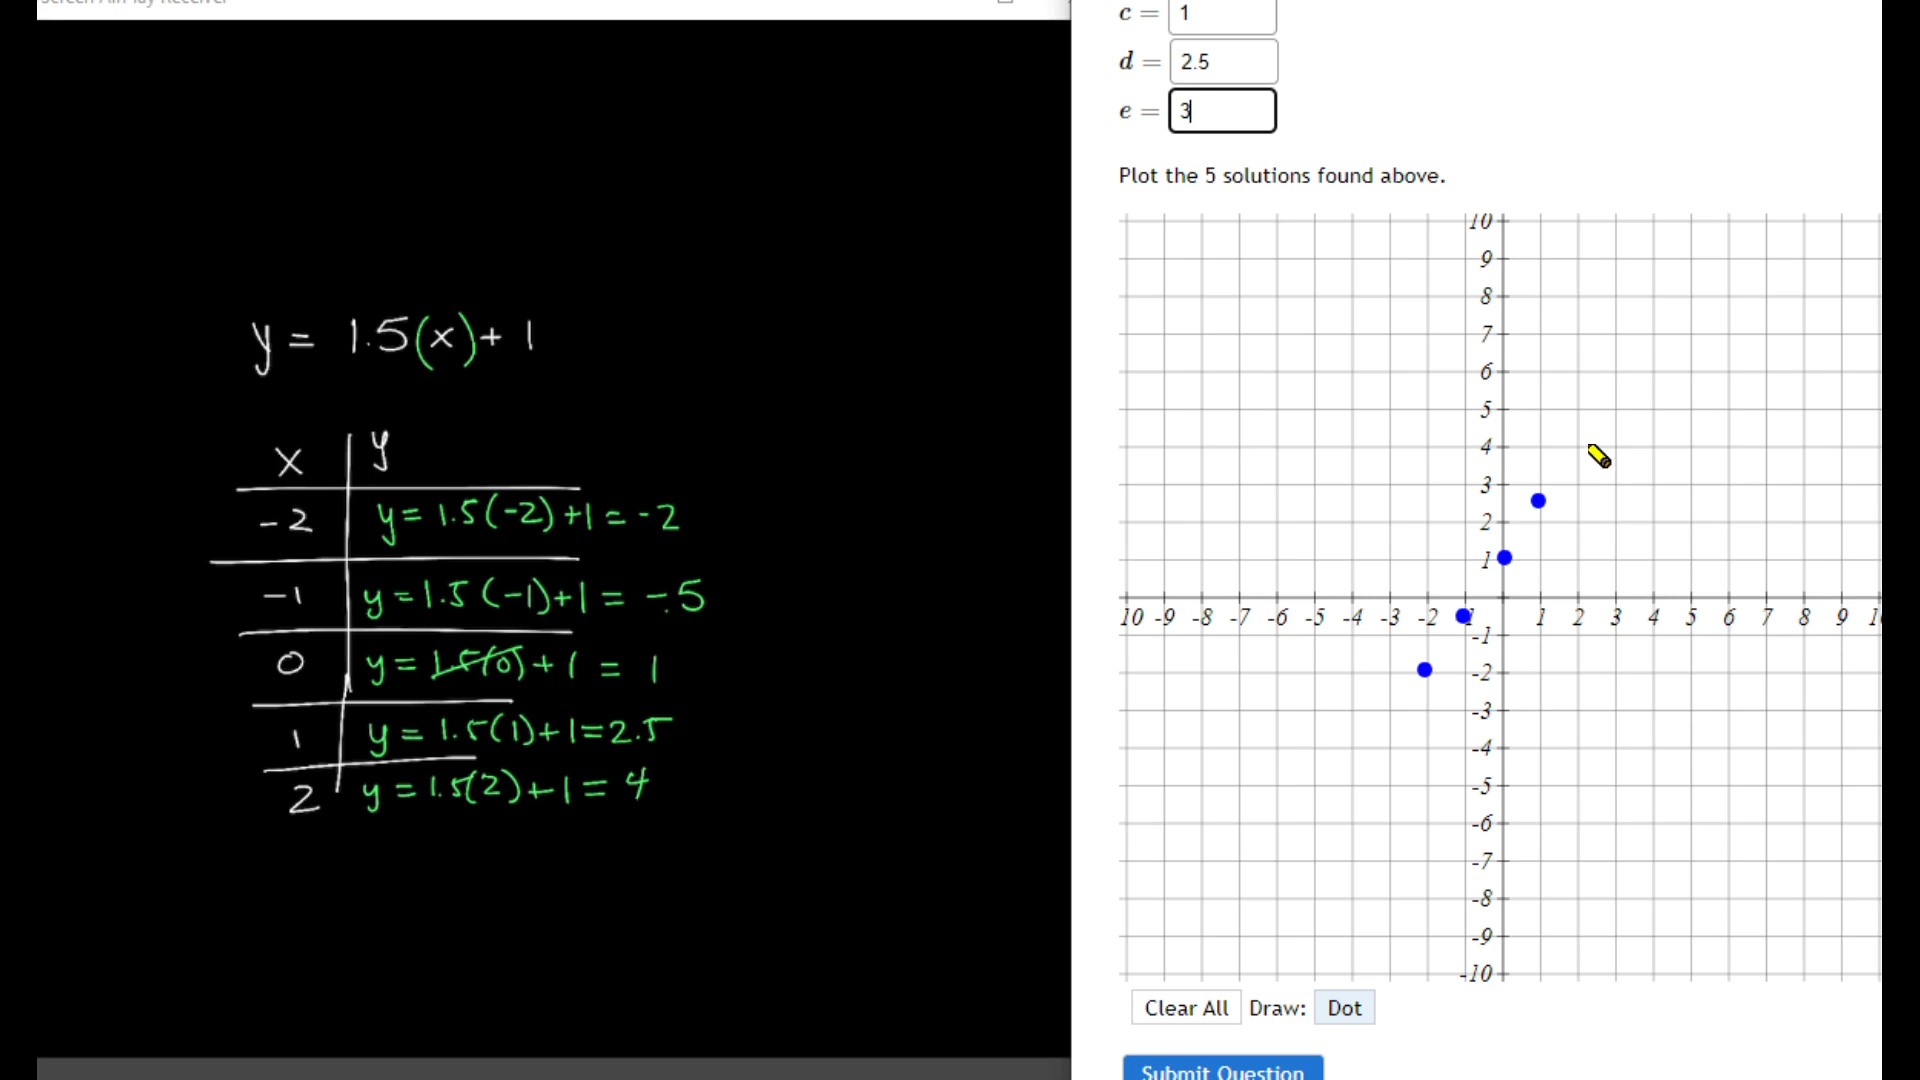 y = 1.5(x) + 1
x y
-2 y = 1.5(-2) + 1 = -2
-1 y = 1.5(-1) + 1 = -.5
0 y = 1.5(0) + 1 = 1
1 y = 1.5(1) + 1 = 2.5
2 y = 1.5(2) + 1 = 4
c = 1
d = 2.5
e = 3
Plot the 5 solutions found above.
10
9
8
7
6
5
4
3
2
1
10 -9 -8 -7 -6 -5 -4 -3 -2 1 2 3 4 5 6 7 8 9
-1
-2
-3
-4
-5
-6
-7
-8
-9
-10
Clear All Draw: Dot
Submit Question